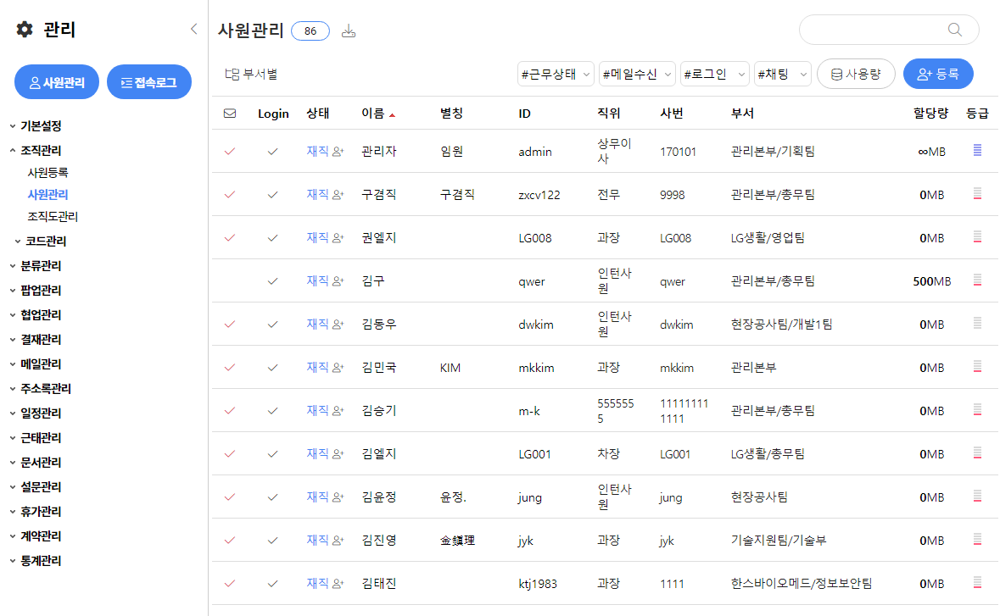 관리
사원관리 접속로그
기본설정
조직관리
사원등록
사원관리
조직도관리
코드관리
분류관리
팝업관리
협업관리
결재관리
메일관리
주소록관리
일정관리
근태관리
문서관리
설문관리
휴가관리
계약관리
통계관리
사원관리 86
부서별 #근무상태 #메일수신 #로그인 #채팅 사용량 등록
Login 상태 이름 별칭 ID 직위 사번 부서 할당량 등급
재직 관리자 임원 admin 상무이 170101 관리본부/기획팀 ∞MB
사
재직 구겸직 구겸직 zxcv122 전무 9998 관리본부/총무팀 0MB
재직 권엘지 LG008 과장 LG008 LG생활/영업팀 0MB
재직 김구 qwer 인턴사 qwer 관리본부/총무팀 500MB
원
재직 김동우 dwkim 인턴사 dwkim 현장공사팀/개발1팀 0MB
원
재직 김민국 KIM mkkim 과장 mkkim 관리본부 0MB
재직 김승기 m-k 555555 11111111 관리본부/총무팀 0MB
5 1111
재직 김엘지 LG001 차장 LG001 LG생활/총무팀 0MB
재직 김윤정 윤정. jung 인턴사 jung 현장공사팀 0MB
원
재직 김진영 金鎭理 jyk 과장 jyk 기술지원팀/기술부 0MB
재직 김태진 ktj1983 과장 1111 한스바이오메드/정보보안팀 0MB